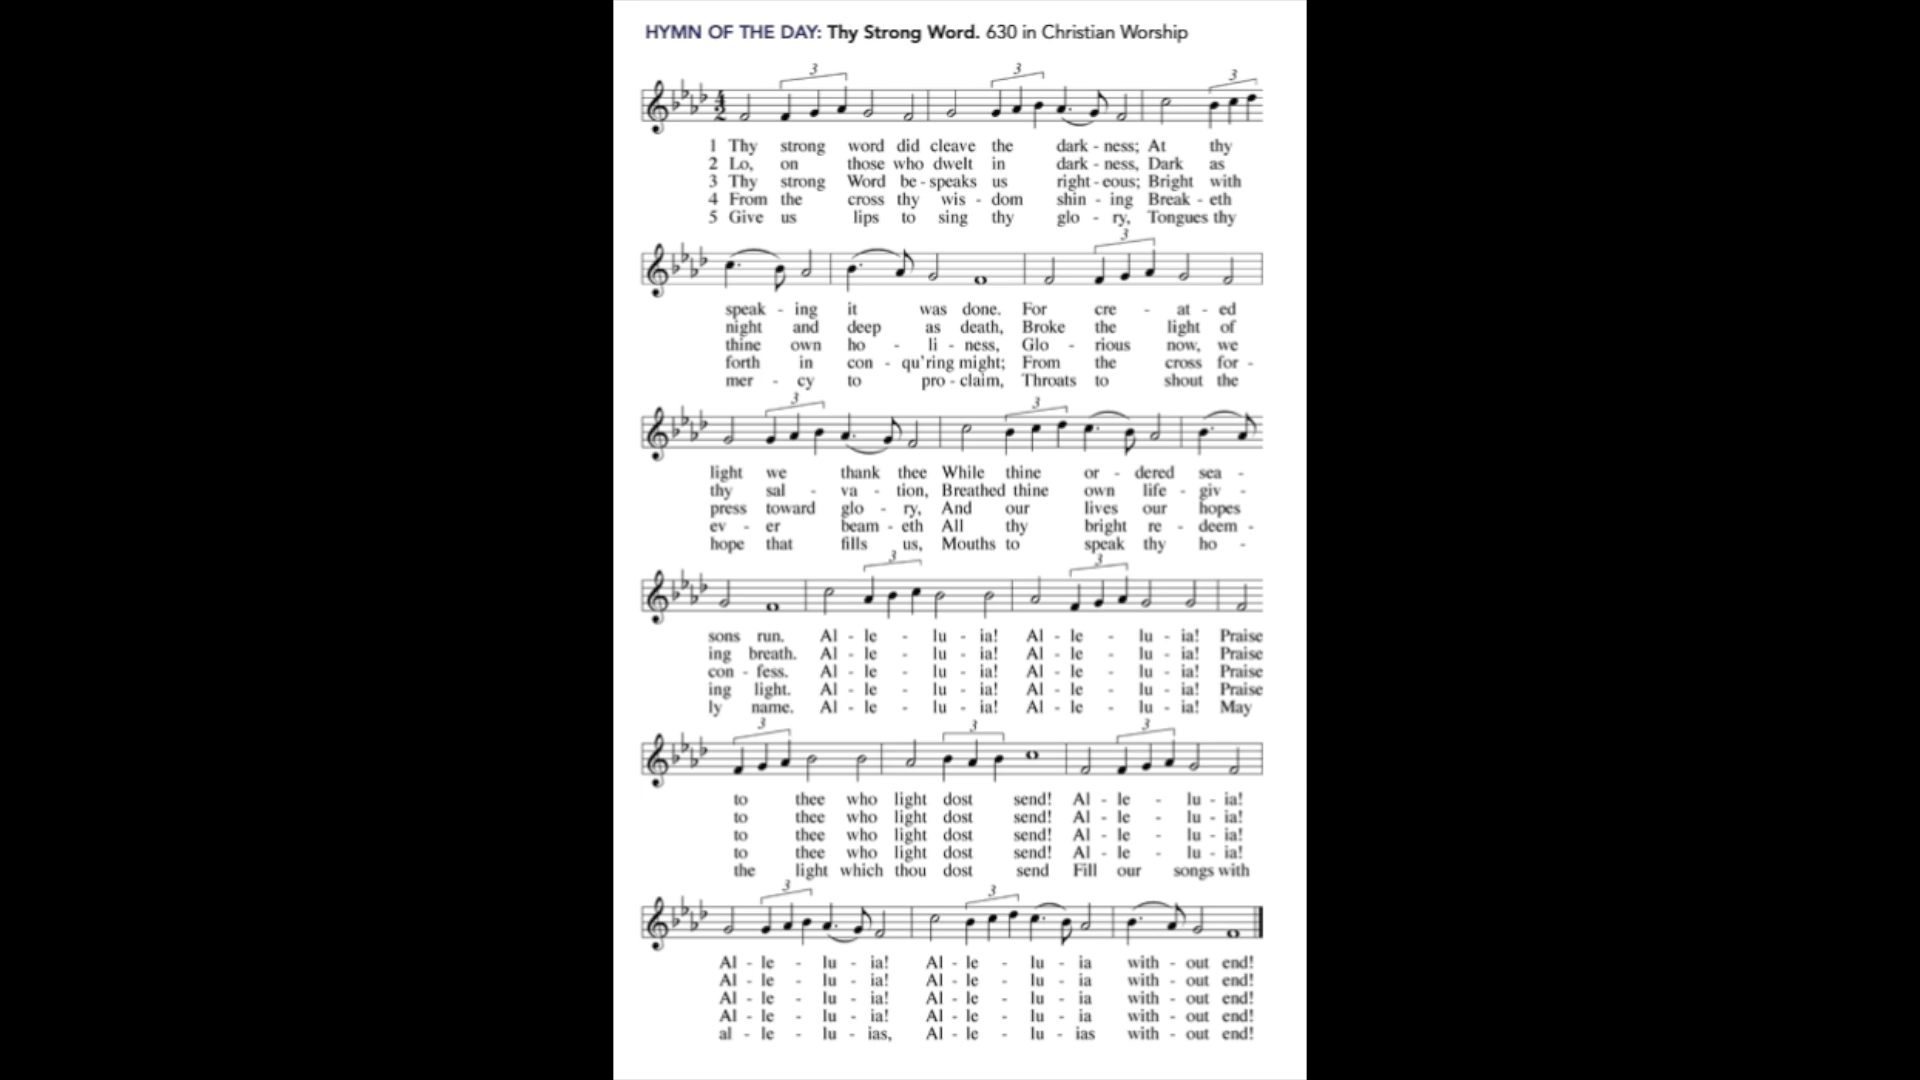 HYMN OF THE DAY: Thy Strong Word. 630 in Christian Worship
3 3 3
1 Thy strong word did cleave the dark - ness; At thy
2 Lo, on those who dwelt in dark - ness, Dark as
3 Thy strong Word be - speaks us right - eous; Bright with
4 From the cross thy wis - dom shin - ing Break - eth
5 Give us lips to sing thy glo - ry, Tongues thy
3
speak - ing it was done. For cre - at - ed
night and deep as death, Broke the light of
thine own ho - li - ness, Glo - rious now, we
forth in con - qu'ring might; From the cross for -
mer - cy to pro - claim, Throats to shout the
3 3
light we thank thee While thine or - dered sea -
thy sal - va - tion, Breathed thine own life - giv -
press toward glo - ry, And our lives our hopes
ev - er beam - eth All thy bright re - deem -
hope that fills us, Mouths to speak thy ho -
3 3
sons run. Al - le - lu - ia! Al - le - lu - ia! Praise
ing breath. Al - le - lu - ia! Al - le - lu - ia! Praise
con - fess. Al - le - lu - ia! Al - le - lu - ia! Praise
ing light. Al - le - lu - ia! Al - le - lu - ia! Praise
ly name. Al - le - lu - ia! Al - le - lu - ia! May
3 3 3
to thee who light dost send! Al - le - lu - ia!
to thee who light dost send! Al - le - lu - ia!
to thee who light dost send! Al - le - lu - ia!
to thee who light dost send! Al - le - lu - ia!
the light which thou dost send Fill our songs with
3 3
Al - le - lu - ia! Al - le - lu - ia with - out end!
Al - le - lu - ia! Al - le - lu - ia with - out end!
Al - le - lu - ia! Al - le - lu - ia with - out end!
Al - le - lu - ia! Al - le - lu - ia with - out end!
al - le - lu - ias, Al - le - lu - ias with - out end!